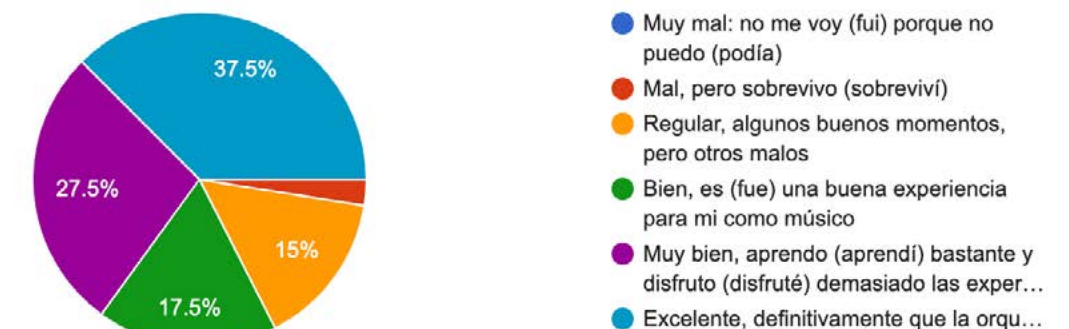 37.5%
27.5%
15%
17.5%
Muy mal: no me voy (fui) porque no
puedo (podía)
Mal, pero sobrevivo (sobreviví)
Regular, algunos buenos momentos,
pero otros malos
Bien, es (fue) una buena experiencia
para mi como músico
Muy bien, aprendo (aprendí) bastante y
disfruto (disfruté) demasiado las exper…
Excelente, definitivamente que la orqu…